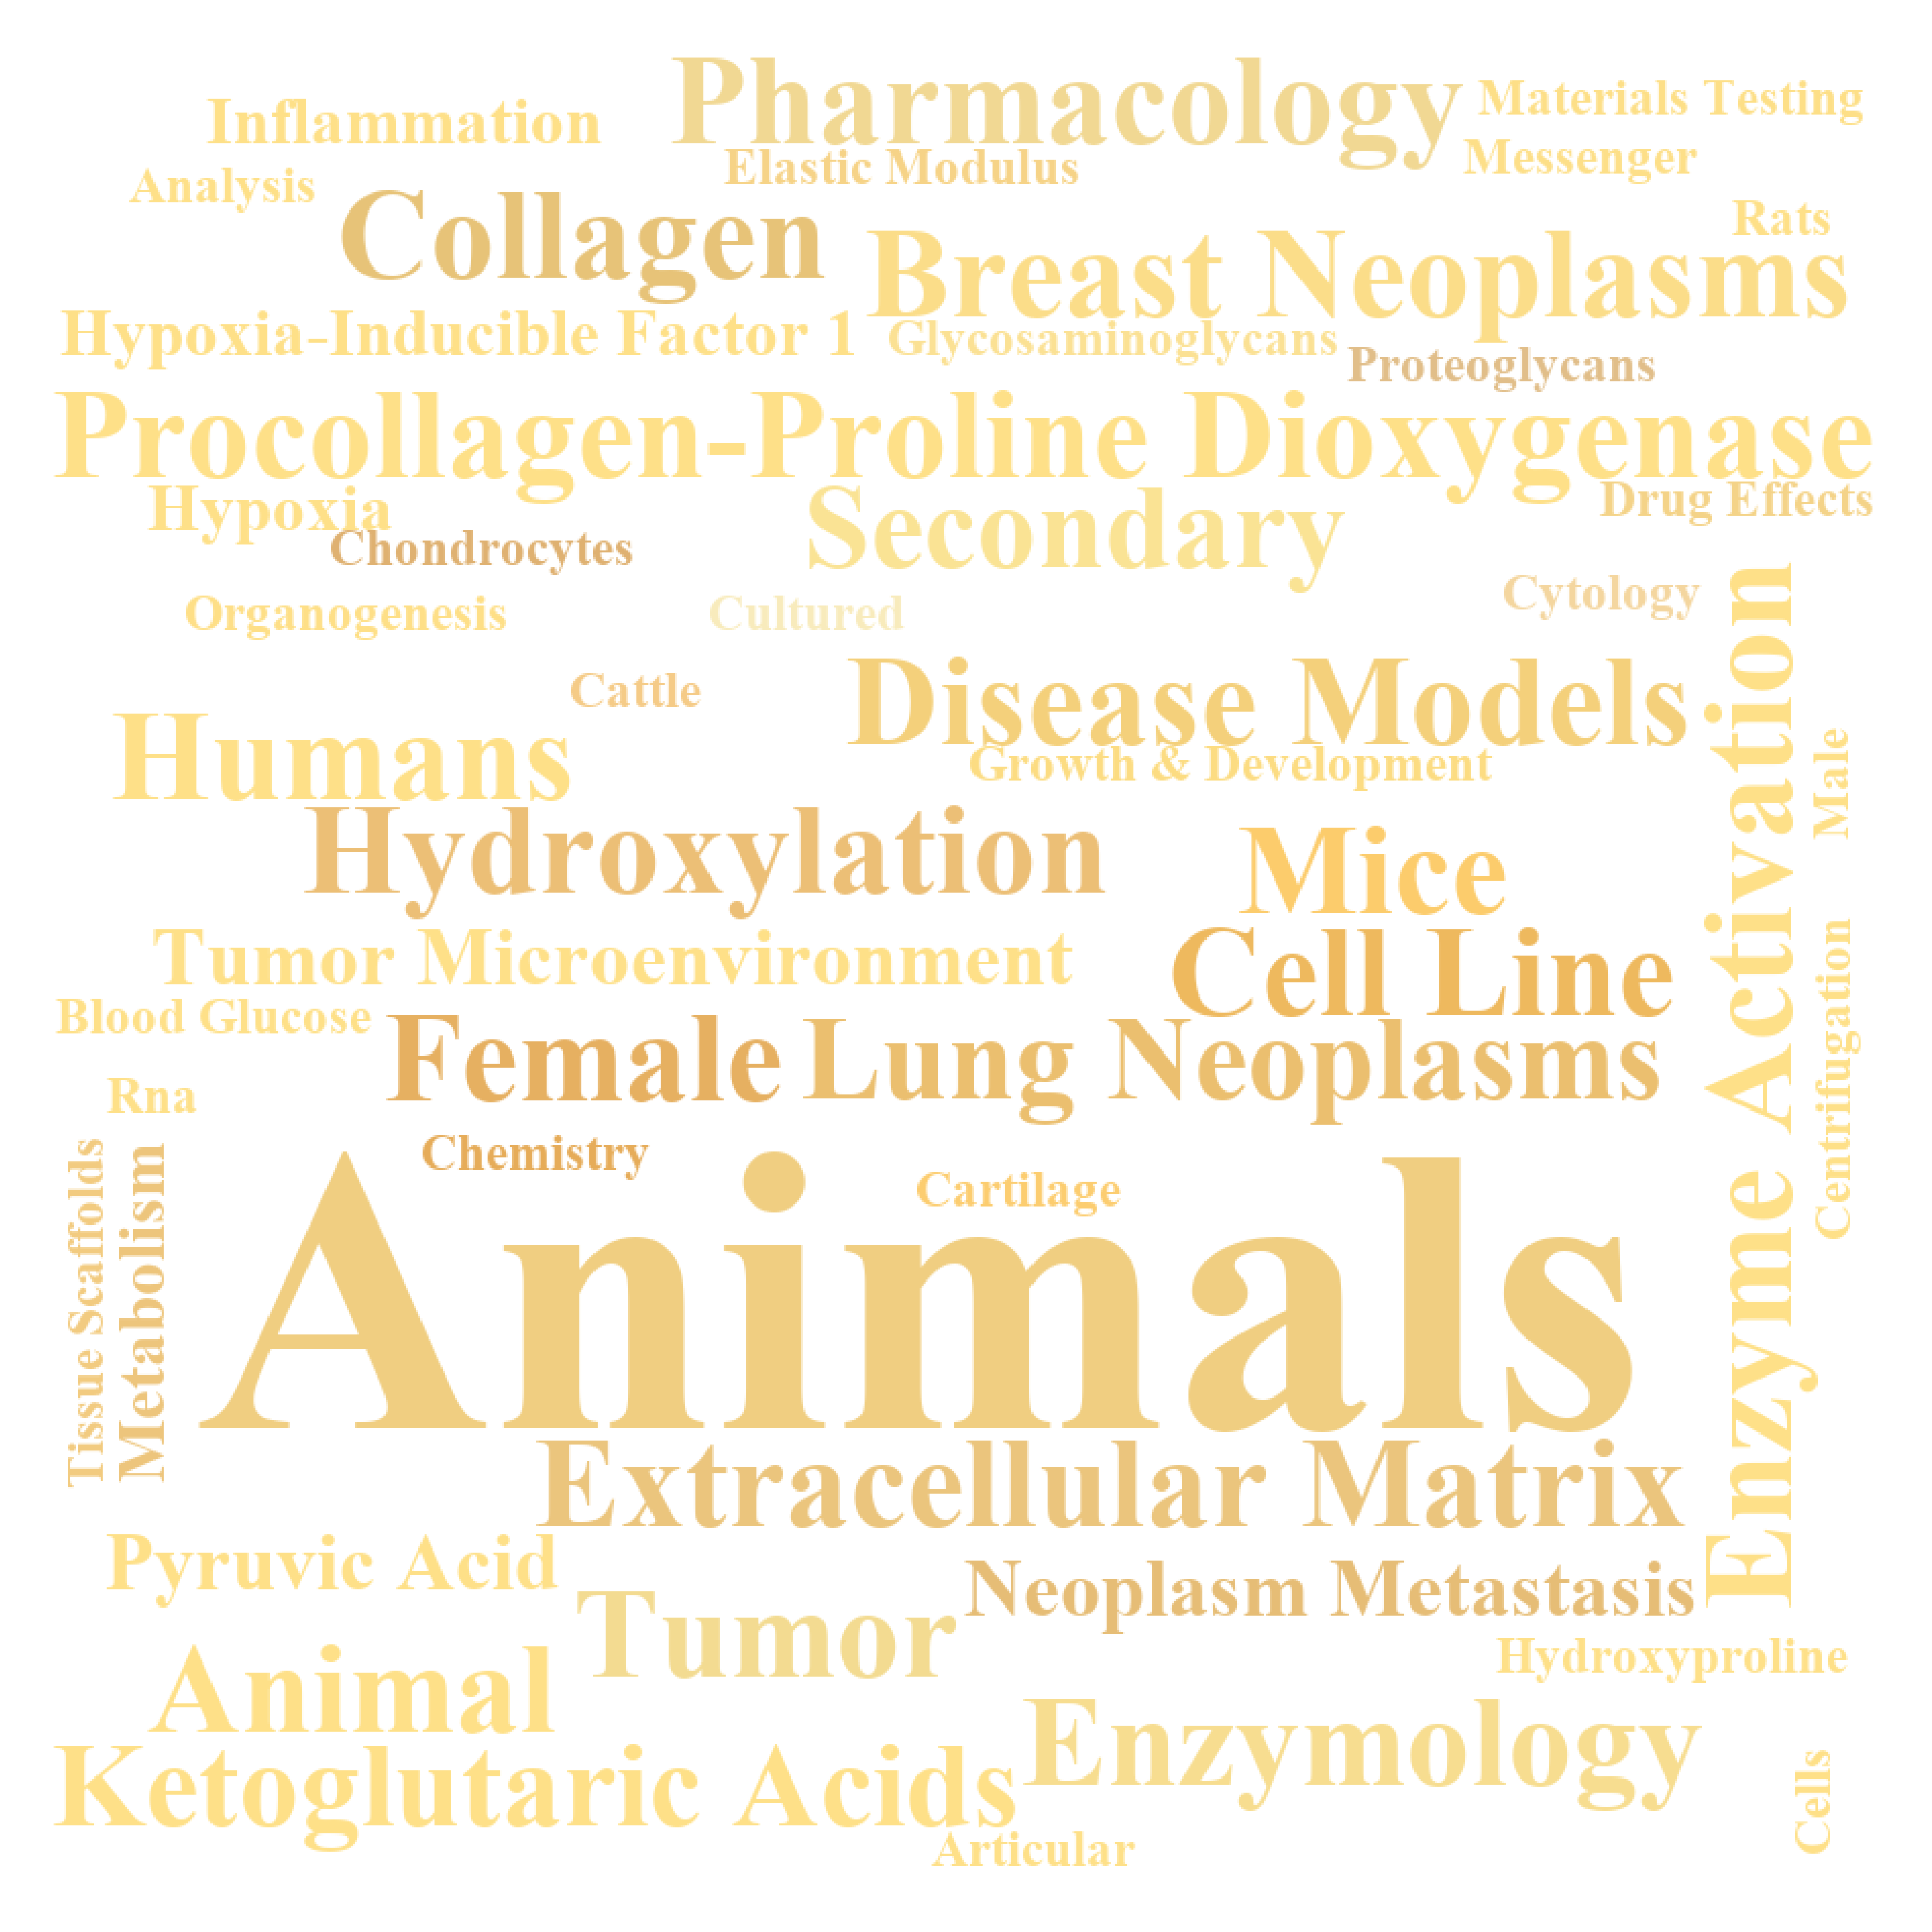 Pharmacology
Materials Testing
Inflammation
Elastic Modulus
Messenger
Analysis
Collagen
Rats
Breast Neoplasms
Hypoxia-Inducible Factor 1
Glycosaminoglycans
Proteoglycans
Procollagen-Proline Dioxygenase
Hypoxia
Secondary
Drug Effects
Chondrocytes
Organogenesis
Cultured
Cytology
Cattle
Disease Models
Humans
Growth & Development
Male
Hydroxylation
Mice
Enzyme Activation
Tumor Microenvironment
Cell Line
Blood Glucose
Female
Lung Neoplasms
Centrifugation
Rna
Chemistry
Cartilage
Tissue Scaffolds
Metabolism
Animals
Extracellular Matrix
Pyruvic Acid
Neoplasm Metastasis
Tumor
Hydroxyproline
Animal
Enzymology
Ketoglutaric Acids
Cells
Articular